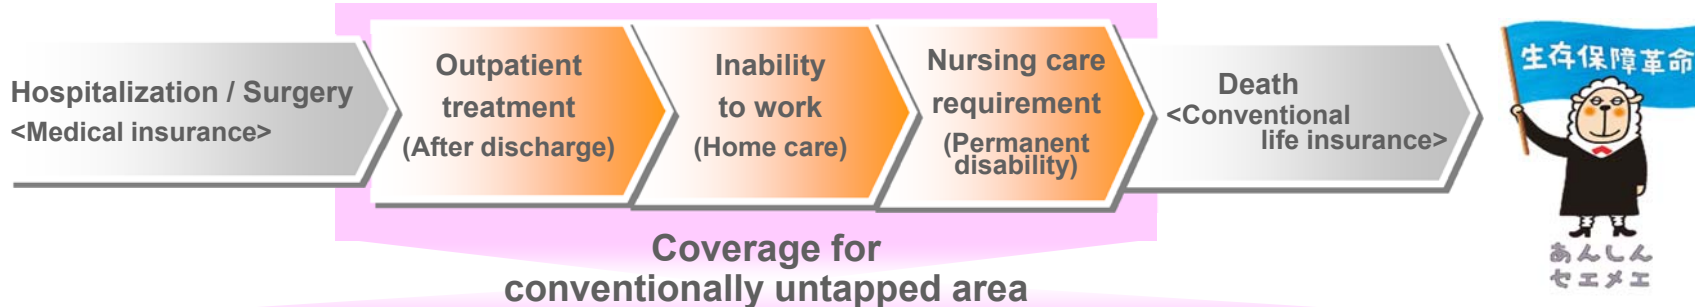 Hospitalization / Surgery
<Medical insurance>
Outpatient
treatment
(After discharge)
Inability
to work
(Home care)
Nursing care
requirement
(Permanent
disability)
Death
<Conventional
life insurance>
生存保障革命
あんしん
セエメエ
Coverage for
conventionally untapped area